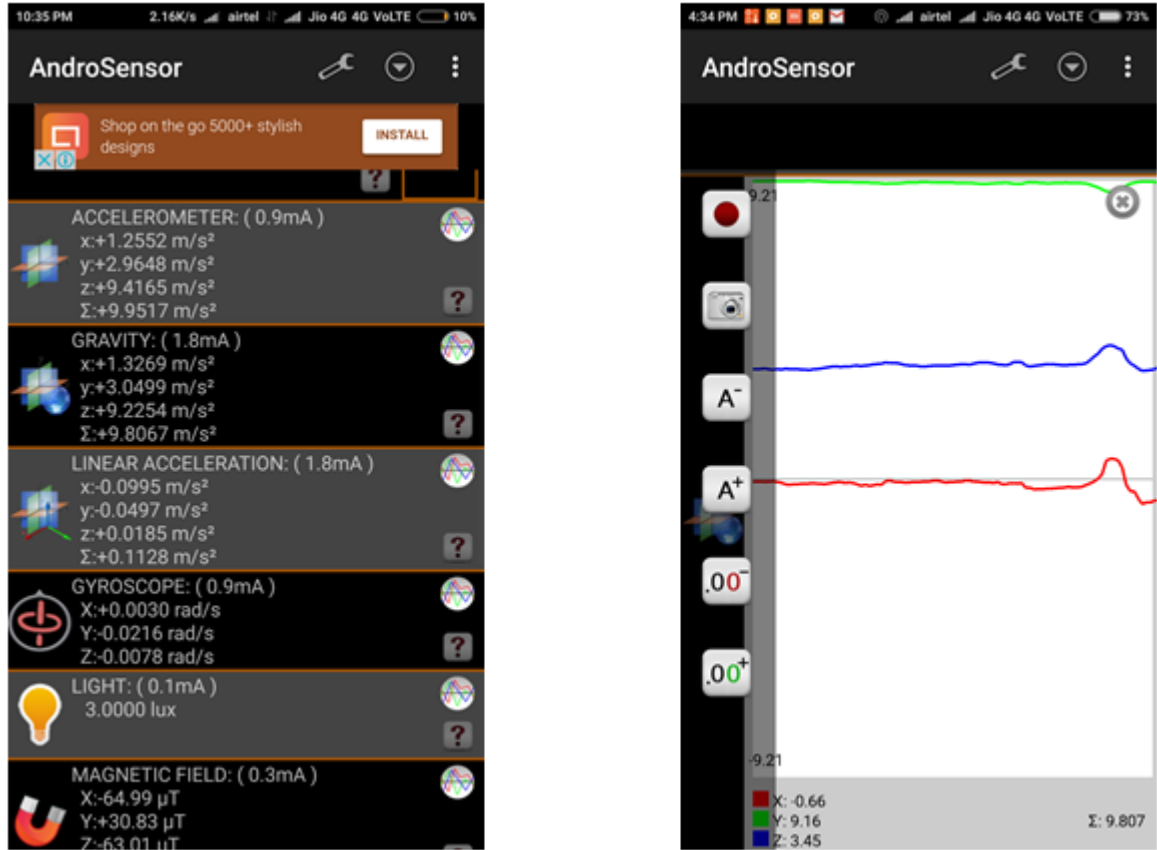 10:35 PM 2.16K/s airtel Jio 4G 4G VoLTE 10%
AndroSensor
Shop on the go 5000+ stylish
designs
INSTALL
?
ACCELEROMETER: ( 0.9mA )
x:+1.2552 m/s²
y:+2.9648 m/s²
z:+9.4165 m/s²
Σ:+9.9517 m/s²
?
GRAVITY: ( 1.8mA )
x:+1.3269 m/s²
y:+3.0499 m/s²
z:+9.2254 m/s²
Σ:+9.8067 m/s²
?
LINEAR ACCELERATION: ( 1.8mA )
x:-0.0995 m/s²
y:-0.0497 m/s²
z:+0.0185 m/s²
Σ:+0.1128 m/s²
?
GYROSCOPE: ( 0.9mA )
X:+0.0030 rad/s
Y:-0.0216 rad/s
Z:-0.0078 rad/s
?
LIGHT: ( 0.1mA )
3.0000 lux
?
MAGNETIC FIELD: ( 0.3mA )
X:-64.99 µT
Y:+30.83 µT
Z:-63.01 µT
4:34 PM airtel Jio 4G 4G VoLTE 73%
AndroSensor
9.21
A⁻
A⁺
.00⁻
.00⁺
-9.21
X: -0.66
Y: 9.16
Z: 3.45
Σ: 9.807